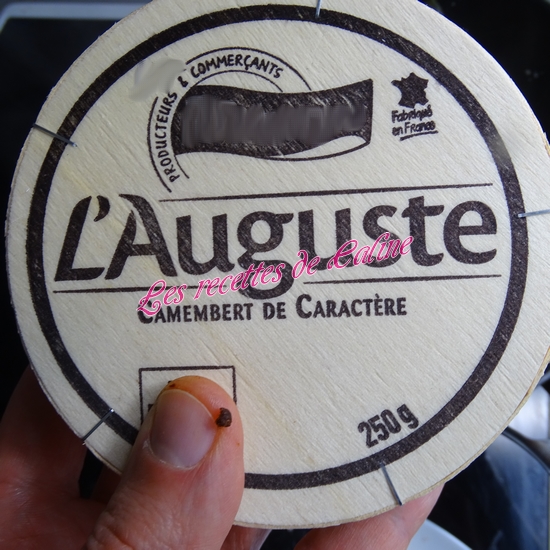 PRODUCTEURS & COMMERÇANTS
Fabriqué
en France
L'Auguste
Les recettes de Caline
CAMEMBERT DE CARACTÈRE
250g